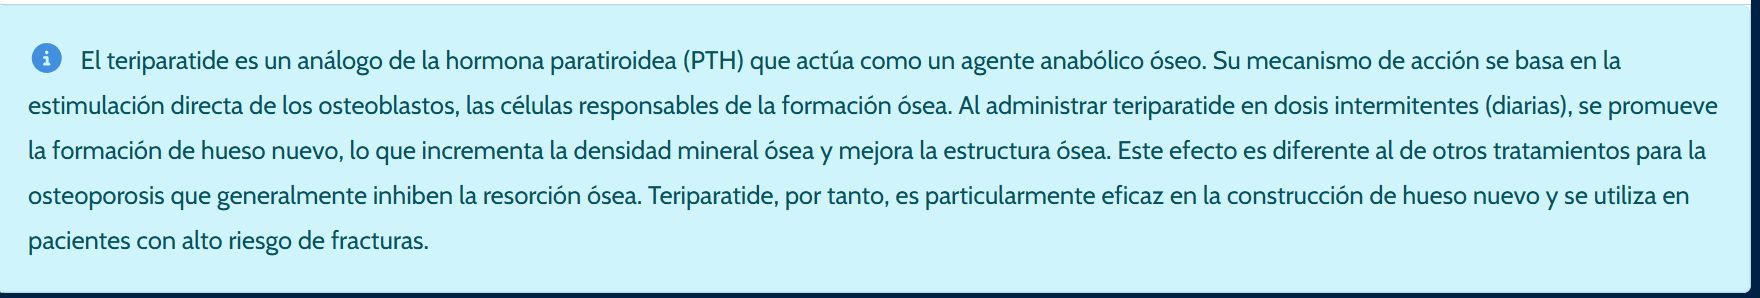 El teriparatide es un análogo de la hormona paratiroidea (PTH) que actúa como un agente anabólico óseo. Su mecanismo de acción se basa en la
estimulación directa de los osteoblastos, las células responsables de la formación ósea. Al administrar teriparatide en dosis intermitentes (diarias), se promueve
la formación de hueso nuevo, lo que incrementa la densidad mineral ósea y mejora la estructura ósea. Este efecto es diferente al de otros tratamientos para la
osteoporosis que generalmente inhiben la resorción ósea. Teriparatide, por tanto, es particularmente eficaz en la construcción de hueso nuevo y se utiliza en
pacientes con alto riesgo de fracturas.